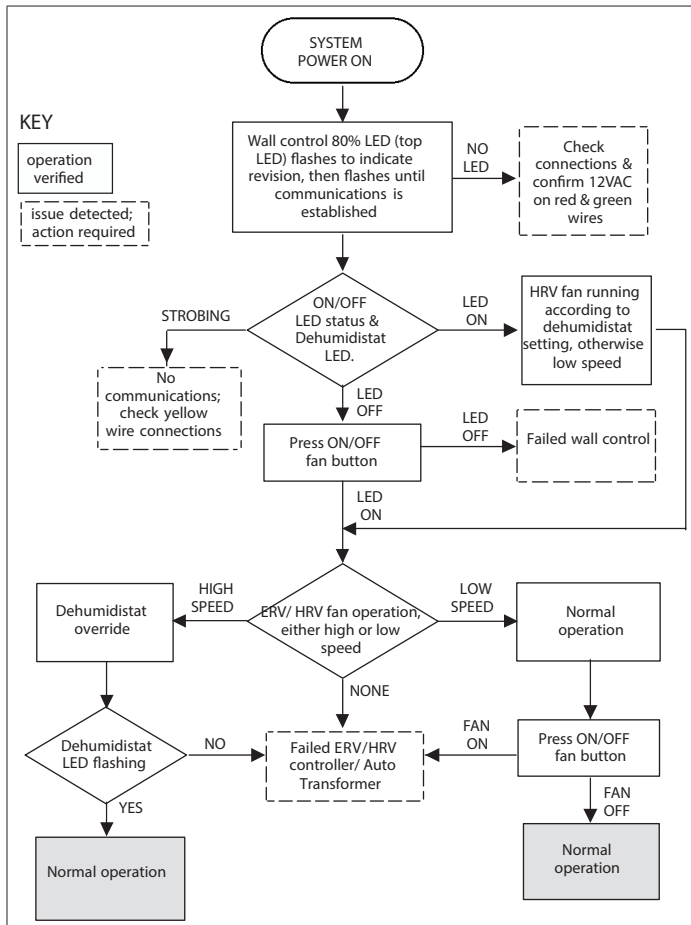 SYSTEM
POWER ON
KEY
operation
verified
issue detected;
action required
Wall control 80% LED (top
LED) flashes to indicate
revision, then flashes until
communications is
established
NO
LED
Check
connections &
confirm 12VAC
on red & green
wires
STROBING
ON/OFF
LED status &
Dehumidistat
LED.
LED
ON
HRV fan running
according to
dehumidistat
setting, otherwise
low speed
No
communications;
check yellow
wire connections
LED
OFF
Press ON/OFF
fan button
LED
OFF
Failed wall control
LED
ON
HIGH
SPEED
ERV/ HRV fan operation,
either high or low
speed
LOW
SPEED
Dehumidistat
override
Normal
operation
NONE
Dehumidistat
LED flashing
NO
Failed ERV/HRV
controller/ Auto
Transformer
FAN
ON
Press ON/OFF
fan button
YES
FAN
OFF
Normal operation
Normal
operation